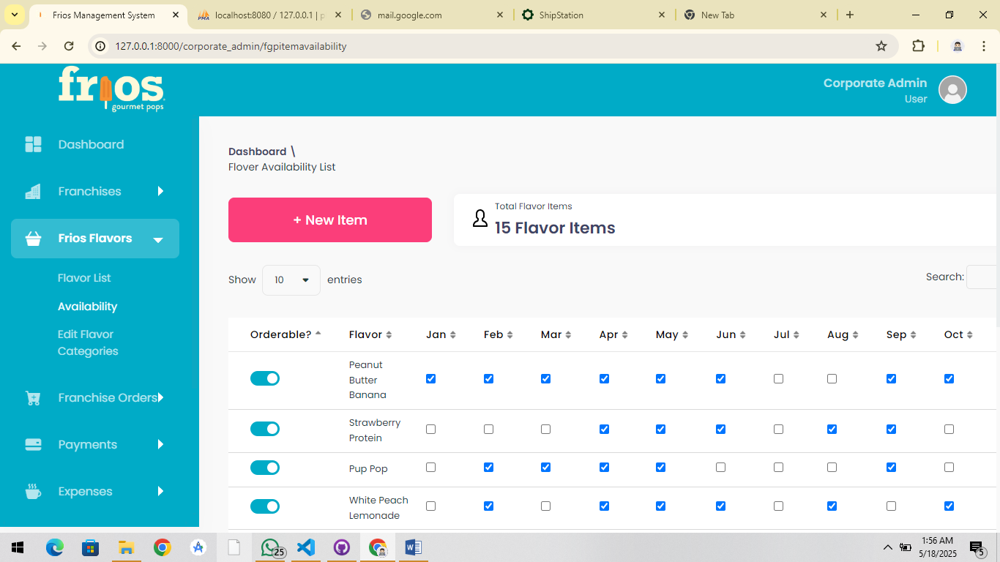 Frios Management System
localhost:8080 / 127.0.0.1 | p
mail.google.com
ShipStation
New Tab
127.0.0.1:8000/corporate_admin/fgpitemavailability
frios
gourmet pops
Corporate Admin
User
Dashboard
Franchises
Frios Flavors
Flavor List
Availability
Edit Flavor
Categories
Franchise Orders
Payments
Expenses
Dashboard \
Flover Availability List
+ New Item
Total Flavor Items
15 Flavor Items
Show 10 entries
Search:
Orderable? Flavor Jan Feb Mar Apr May Jun Jul Aug Sep Oct
Peanut
Butter
Banana
Strawberry
Protein
Pup Pop
White Peach
Lemonade
25
1:56 AM
5/18/2025
5